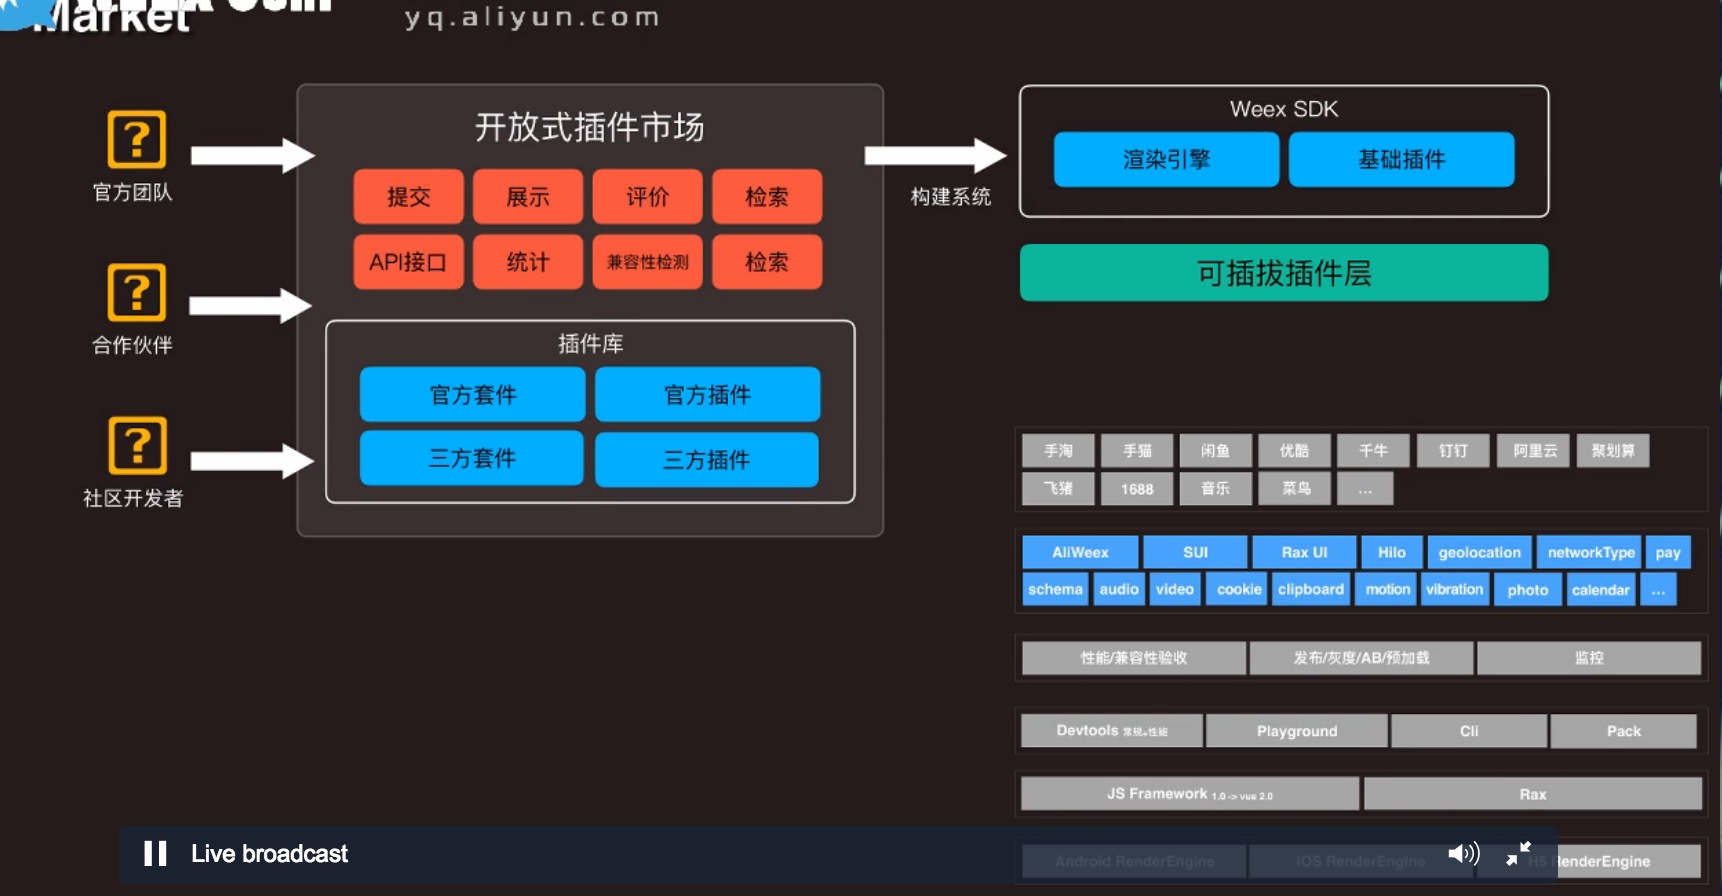 Market
yq.aliyun.com
官方团队
合作伙伴
社区开发者
开放式插件市场
提交 展示 评价 检索
API接口 统计 兼容性检测 检索
插件库
官方套件 官方插件
三方套件 三方插件
构建系统
Weex SDK
渲染引擎 基础插件
可插拔插件层
手淘 手猫 闲鱼 优酷 千牛 钉钉 阿里云 聚划算
飞猪 1688 音乐 菜鸟 ...
AliWeex SUI Rax UI Hilo geolocation networkType pay
schema audio video cookie clipboard motion vibration photo calendar ...
性能/兼容性验收 发布/灰度/AB/预加载 监控
Devtools 常规+性能 Playground Cli Pack
JS Framework 1.0 -> vue 2.0 Rax
Android RenderEngine iOS RenderEngine H5 RenderEngine
Live broadcast